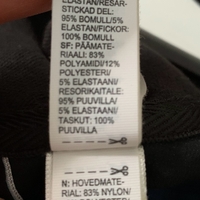 ELASTAN/RESÅR-
STICKAD DEL:
95% BOMULL/5%
ELASTAN/FICKOR:
100% BOMULL
SF: PÄÄMATE-
RIAALI: 83%
POLYAMIDI/12%
POLYESTERI/
5% ELASTAANI/
RESORIKAITALE:
95% PUUVILLA/
5% ELASTAANI/
TASKUT: 100%
PUUVILLA
N: HOVEDMATE-
RIAL: 83% NYLON/